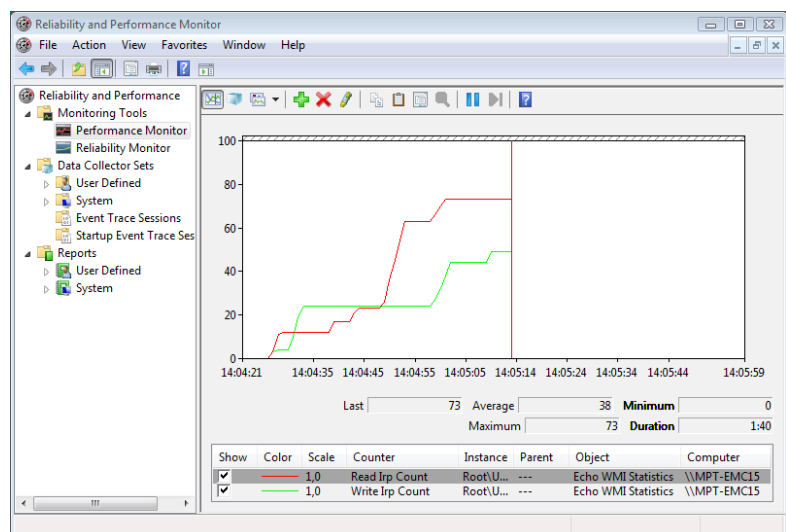 Reliability and Performance Monitor
File Action View Favorites Window Help
Reliability and Performance
Monitoring Tools
Performance Monitor
Reliability Monitor
Data Collector Sets
User Defined
System
Event Trace Sessions
Startup Event Trace Ses
Reports
User Defined
System
100
80
60
40
20
0
14:04:21 14:04:35 14:04:45 14:04:55 14:05:05 14:05:14 14:05:24 14:05:34 14:05:44 14:05:59
Last 73 Average 38 Minimum 0
Maximum 73 Duration 1:40
Show Color Scale Counter Instance Parent Object Computer
1,0 Read Irp Count Root\U... --- Echo WMI Statistics \\MPT-EMC15
1,0 Write Irp Count Root\U... --- Echo WMI Statistics \\MPT-EMC15